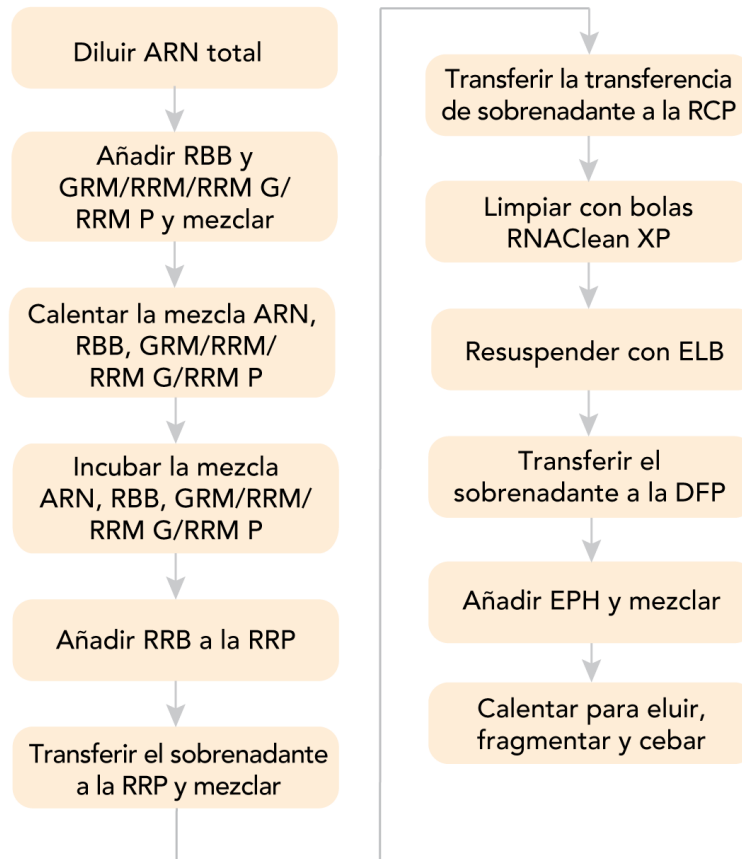 Diluir ARN total
Añadir RBB y
GRM/RRM/RRM G/
RRM P y mezclar
Calentar la mezcla ARN,
RBB, GRM/RRM/
RRM G/RRM P
Incubar la mezcla
ARN, RBB, GRM/RRM/
RRM G/RRM P
Añadir RRB a la RRP
Transferir el sobrenadante
a la RRP y mezclar
Transferir la transferencia
de sobrenadante a la RCP
Limpiar con bolas
RNAClean XP
Resuspender con ELB
Transferir el
sobrenadante a la DFP
Añadir EPH y mezclar
Calentar para eluir,
fragmentar y cebar